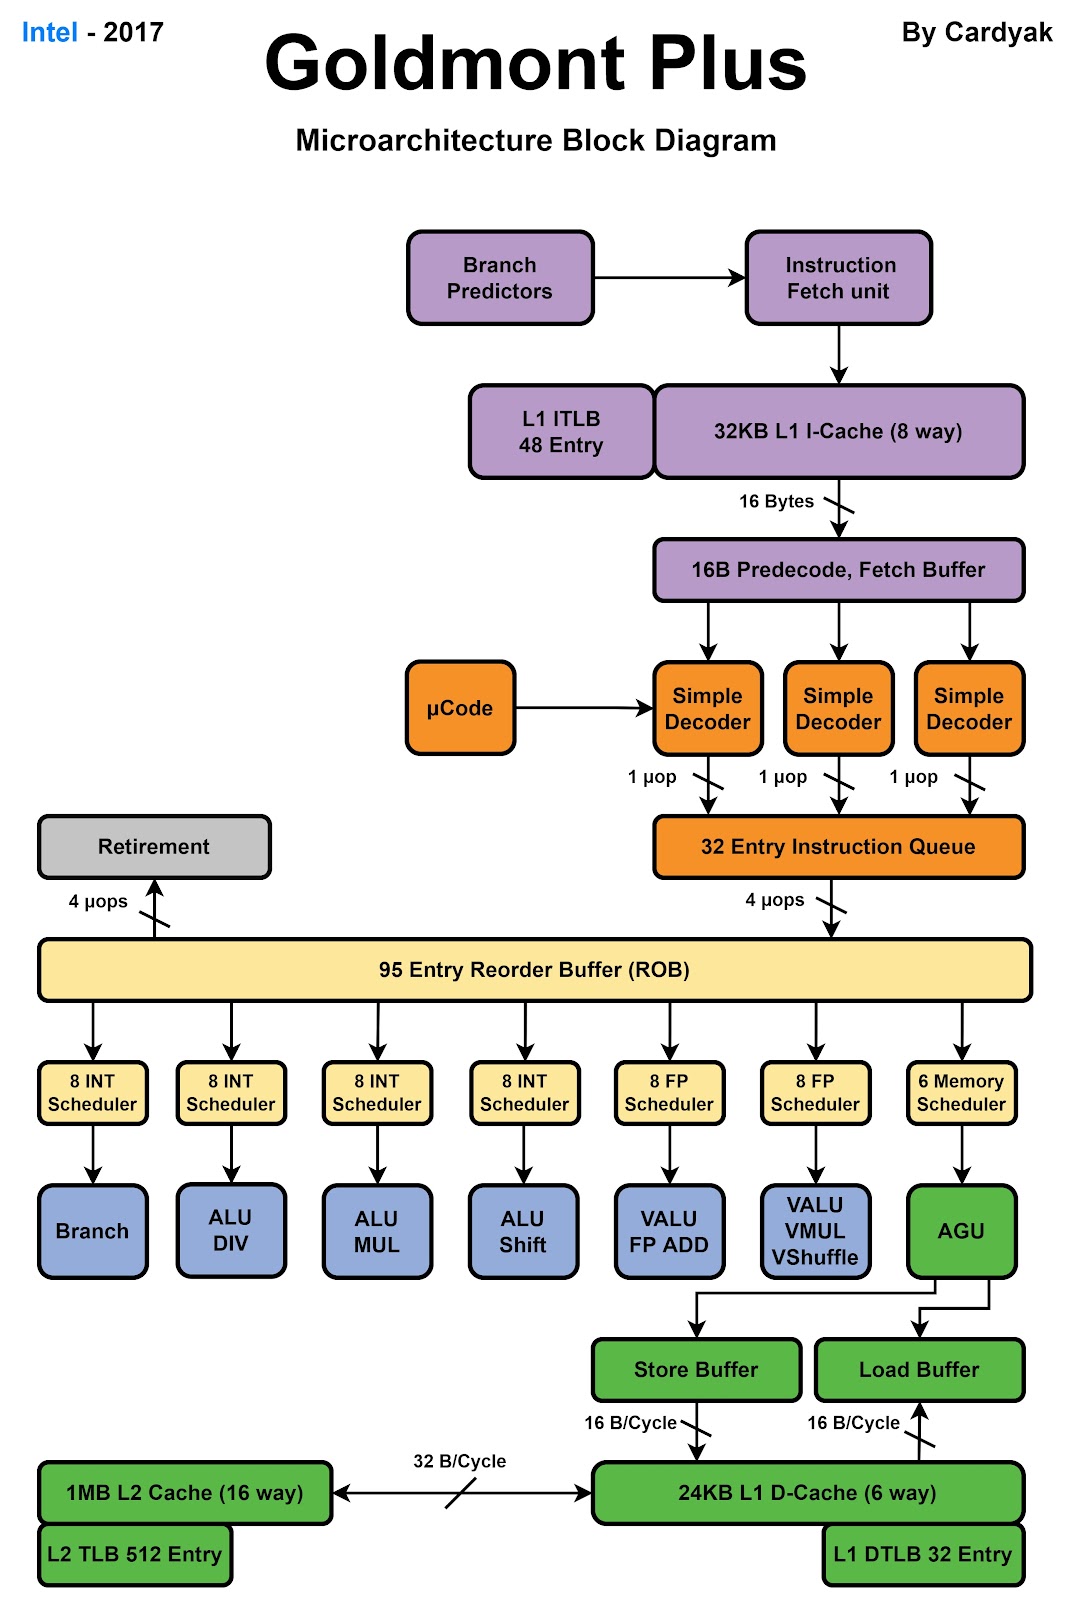 Intel - 2017
By Cardyak
Goldmont Plus
Microarchitecture Block Diagram
Branch
Predictors
Instruction
Fetch unit
L1 ITLB
48 Entry
32KB L1 I-Cache (8 way)
16 Bytes
16B Predecode, Fetch Buffer
µCode
Simple
Decoder
Simple
Decoder
Simple
Decoder
1 µop
1 µop
1 µop
Retirement
32 Entry Instruction Queue
4 µops
4 µops
95 Entry Reorder Buffer (ROB)
8 INT
Scheduler
8 INT
Scheduler
8 INT
Scheduler
8 INT
Scheduler
8 FP
Scheduler
8 FP
Scheduler
6 Memory
Scheduler
Branch
ALU
DIV
ALU
MUL
ALU
Shift
VALU
FP ADD
VALU
VMUL
VShuffle
AGU
Store Buffer
Load Buffer
16 B/Cycle
16 B/Cycle
32 B/Cycle
1MB L2 Cache (16 way)
24KB L1 D-Cache (6 way)
L2 TLB 512 Entry
L1 DTLB 32 Entry